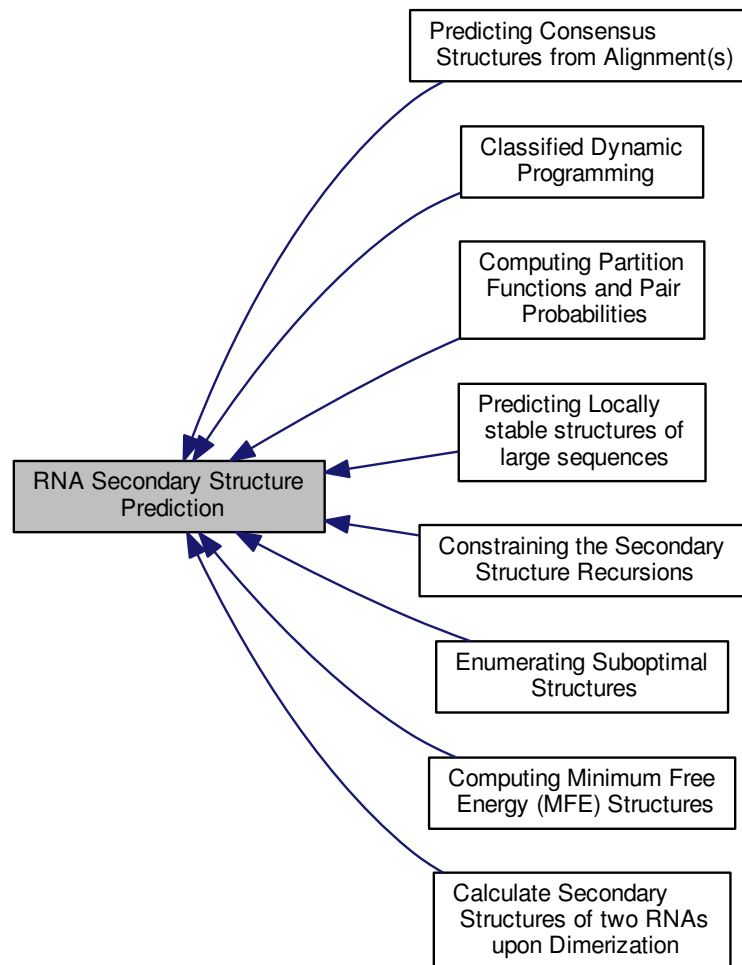 Predicting Consensus
Structures from Alignment(s)
Classified Dynamic
Programming
Computing Partition
Functions and Pair
Probabilities
Predicting Locally
stable structures of
large sequences
RNA Secondary Structure
Prediction
Constraining the Secondary
Structure Recursions
Enumerating Suboptimal
Structures
Computing Minimum Free
Energy (MFE) Structures
Calculate Secondary
Structures of two RNAs
upon Dimerization